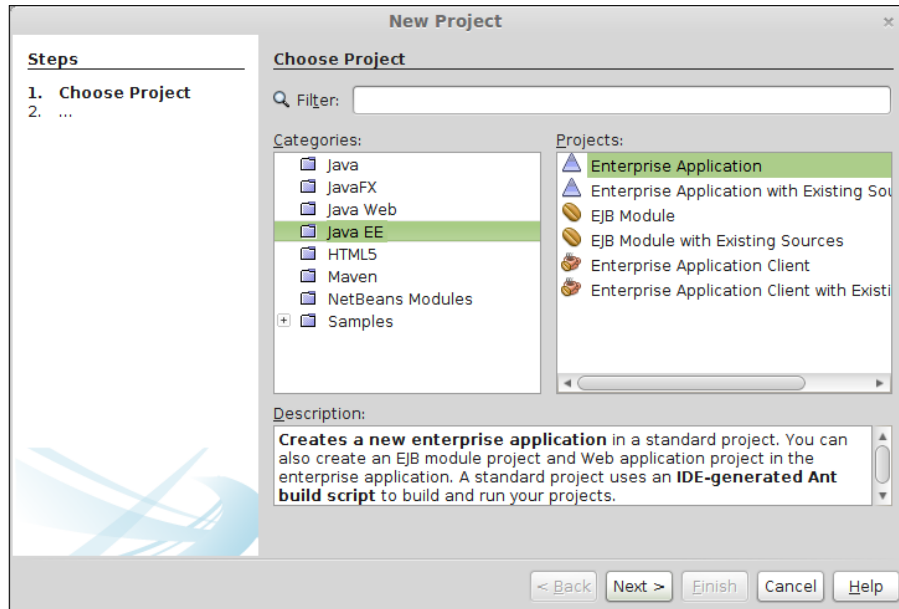 New Project
Steps
1. Choose Project
2. ...
Choose Project
Filter:
Categories:
Java
JavaFX
Java Web
Java EE
HTML5
Maven
NetBeans Modules
Samples
Projects:
Enterprise Application
Enterprise Application with Existing Sou
EJB Module
EJB Module with Existing Sources
Enterprise Application Client
Enterprise Application Client with Existi
Description:
Creates a new enterprise application in a standard project. You can
also create an EJB module project and Web application project in the
enterprise application. A standard project uses an IDE-generated Ant
build script to build and run your projects.
< Back Next > Finish Cancel Help